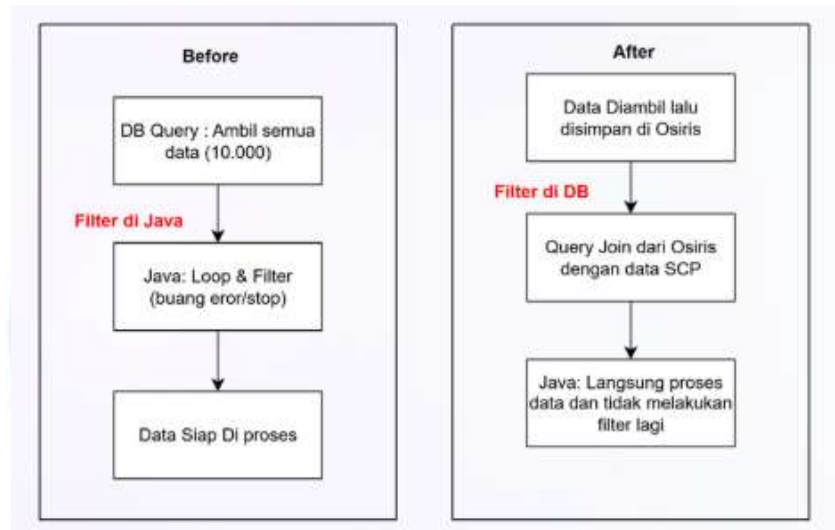 Before
DB Query : Ambil semua
data (10.000)
Filter di Java
Java: Loop & Filter
(buang eror/stop)
Data Siap Di proses
After
Data Diambil lalu
disimpan di Osiris
Filter di DB
Query Join dari Osiris
dengan data SCP
Java: Langsung proses
data dan tidak melakukan
filter lagi